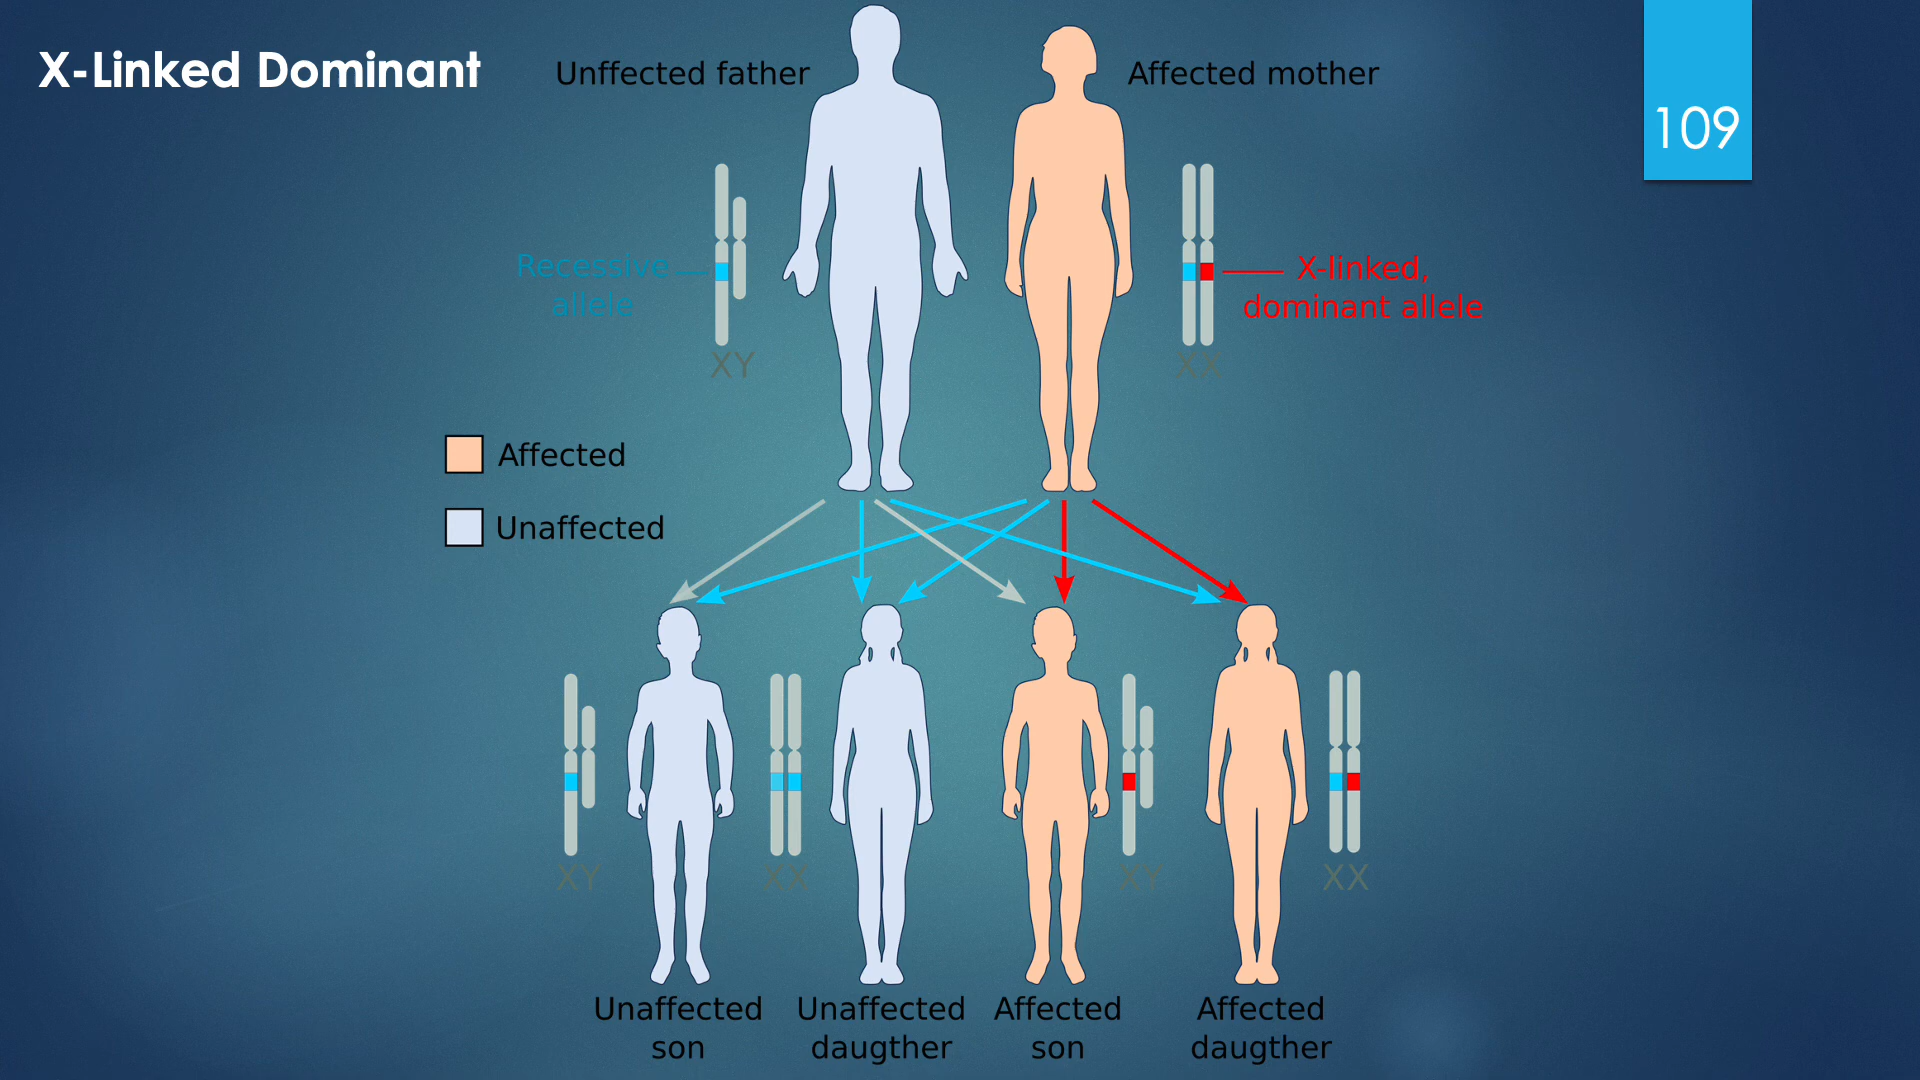 X-Linked Dominant
Unffected father
Affected mother
109
Recessive
allele
X-linked,
dominant allele
XY
XX
Affected
Unaffected
XY
XX
XY
XX
Unaffected
son
Unaffected
daugther
Affected
son
Affected
daugther